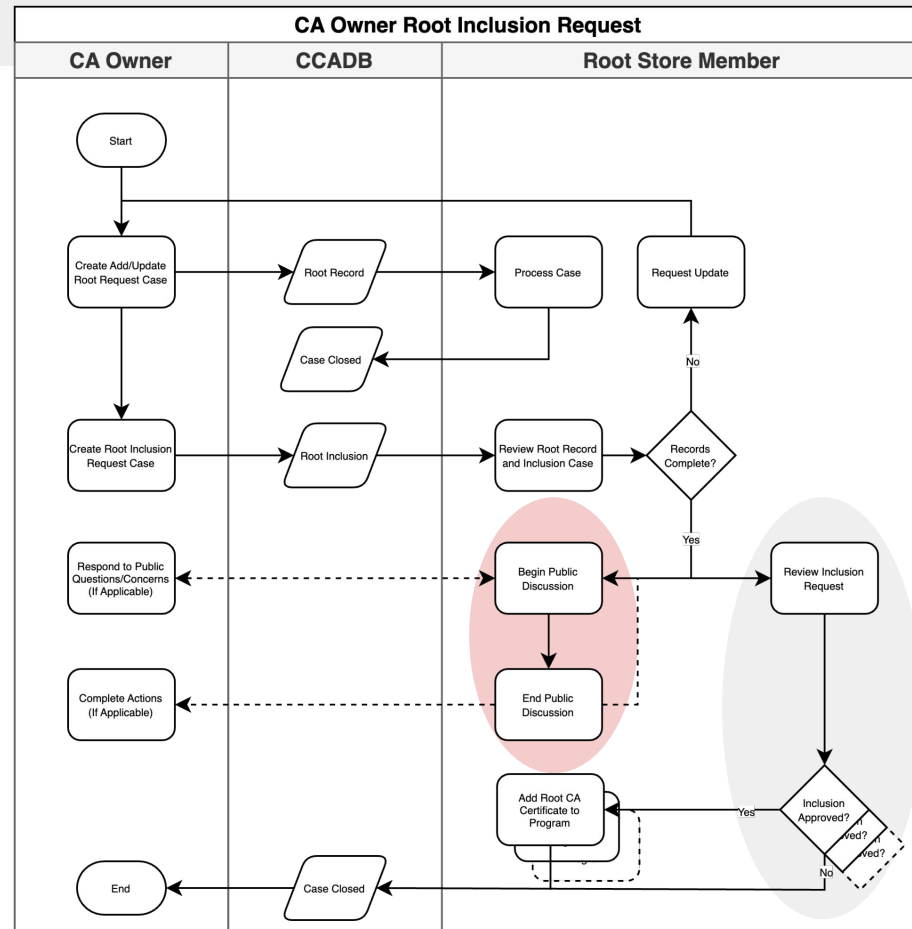 CA Owner Root Inclusion Request
CA Owner
CCADB
Root Store Member
Start
Create Add/Update
Root Request Case
Root Record
Process Case
Request Update
Case Closed
No
Create Root Inclusion
Request Case
Root Inclusion
Review Root Record
and Inclusion Case
Records
Complete?
Yes
Respond to Public
Questions/Concerns
(If Applicable)
Begin Public
Discussion
Review Inclusion
Request
Complete Actions
(If Applicable)
End Public
Discussion
Add Root CA
Certificate to
Program
Yes
Inclusion
Approved?
n
ved?
n
ved?
No
End
Case Closed